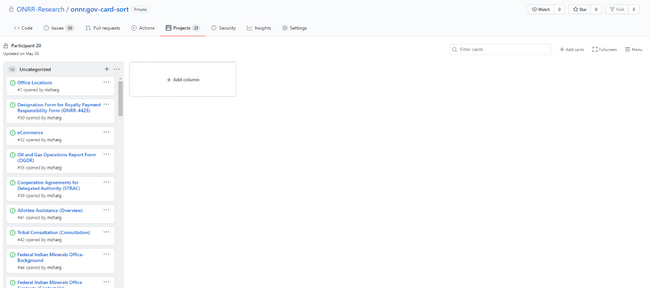 ONRR-Research / onrr.gov-card-sort Private
Watch 0 Star 0 Fork 0
Code Issues 56 Pull requests Actions Projects 23 Security Insights Settings
Participant 20
Updated on May 26
Filter cards
Add cards Fullscreen Menu
56 Uncategorized
Add column
Office Locations
#7 opened by mcharg
Designation Form for Royalty Payment
Responsibility Form (ONRR-4425)
#50 opened by mcharg
eCommerce
#52 opened by mcharg
Oil and Gas Operations Report Form
(OGOR)
#55 opened by mcharg
Cooperative Agreements for
Delegated Authority (STRAC)
#39 opened by mcharg
Allottee Assistance (Overview)
#41 opened by mcharg
Tribal Consultation (Consultation)
#42 opened by mcharg
Federal Indian Minerals Office-
Background
#44 opened by mcharg
Federal Indian Minerals Office